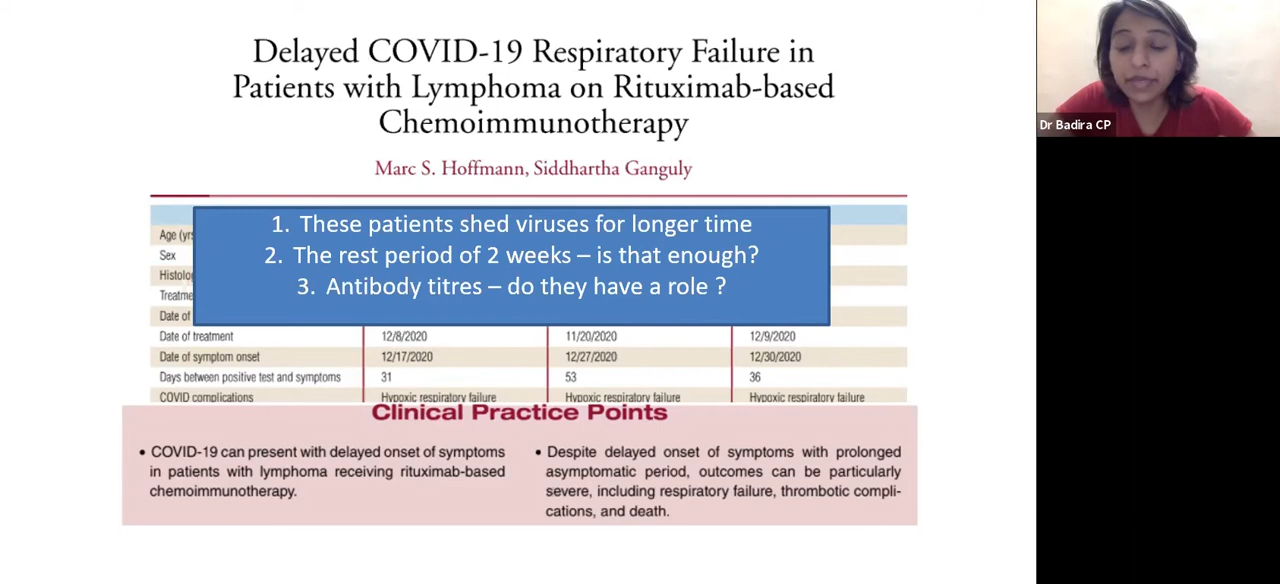 Delayed COVID-19 Respiratory Failure in
Patients with Lymphoma on Rituximab-based
Chemoimmunotherapy
Marc S. Hoffmann, Siddhartha Ganguly
1. These patients shed viruses for longer time
2. The rest period of 2 weeks – is that enough?
3. Antibody titres – do they have a role ?
Age
Sex
Date of
Date of treatment 12/8/2020 11/20/2020 12/9/2020
Date of symptom onset 12/17/2020 12/27/2020 12/30/2020
Days between positive test and symptoms 31 53 36
COVID complications Hypoxic respiratory failure Hypoxic respiratory failure Hypoxic respiratory failure
Clinical Practice Points
• COVID-19 can present with delayed onset of symptoms
in patients with lymphoma receiving rituximab-based
chemoimmunotherapy.
• Despite delayed onset of symptoms with prolonged
asymptomatic period, outcomes can be particularly
severe, including respiratory failure, thrombotic compli-
cations, and death.
Dr Badira CP